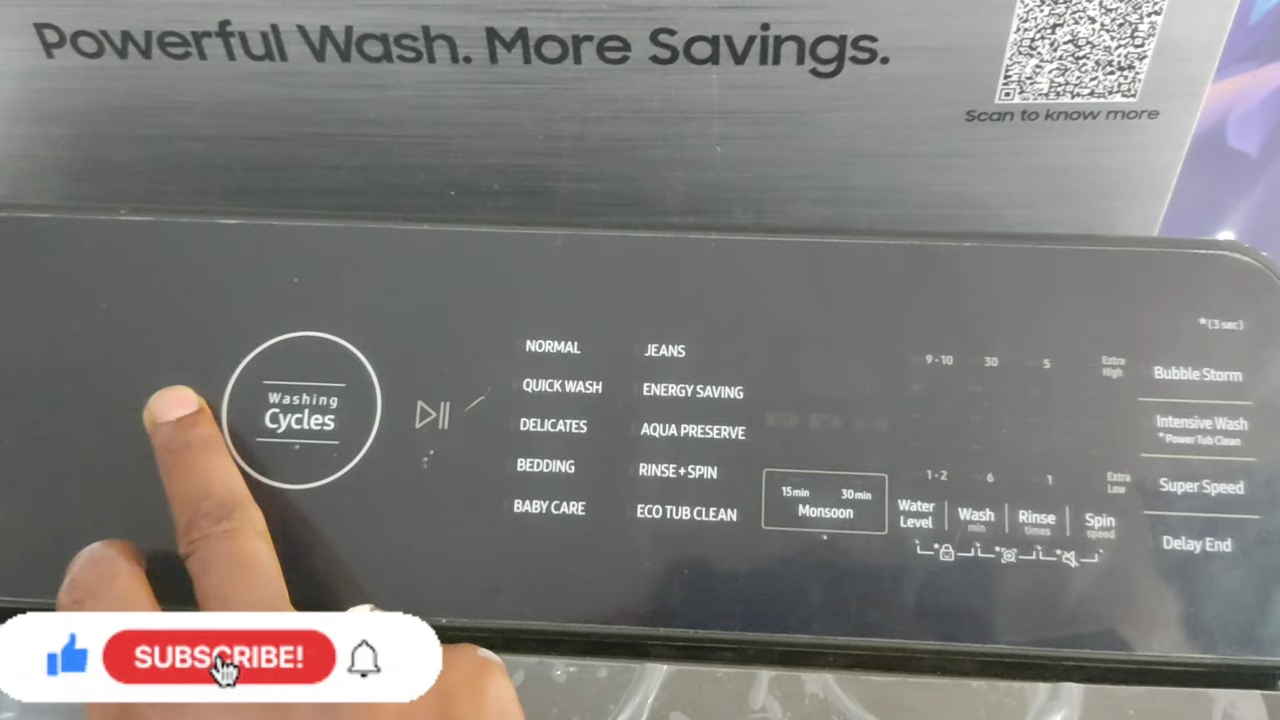 Powerful Wash. More Savings.
Scan to know more
*(3 sec)
Washing
Cycles
NORMAL
QUICK WASH
DELICATES
BEDDING
BABY CARE
JEANS
ENERGY SAVING
AQUA PRESERVE
RINSE+SPIN
ECO TUB CLEAN
15min 30min
Monsoon
9-10 30 5 Extra High
1-2 6 1 Extra Low
Water Level
Wash min
Rinse times
Spin speed
Bubble Storm
Intensive Wash
*Power Tub Clean
Super Speed
Delay End
SUBSCRIBE!